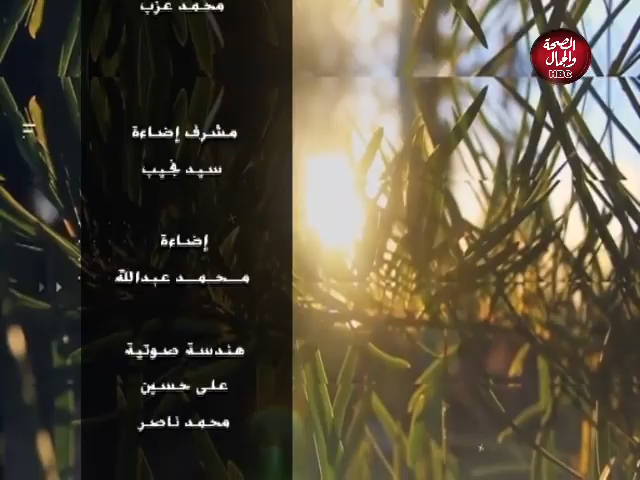 محمد عزب
الصحة
والجمال
HBC
مشرف إضاءة
سيد نجيب
إضاءة
محمد عبدالله
هندسة صوتية
على حسين
محمد ناصر